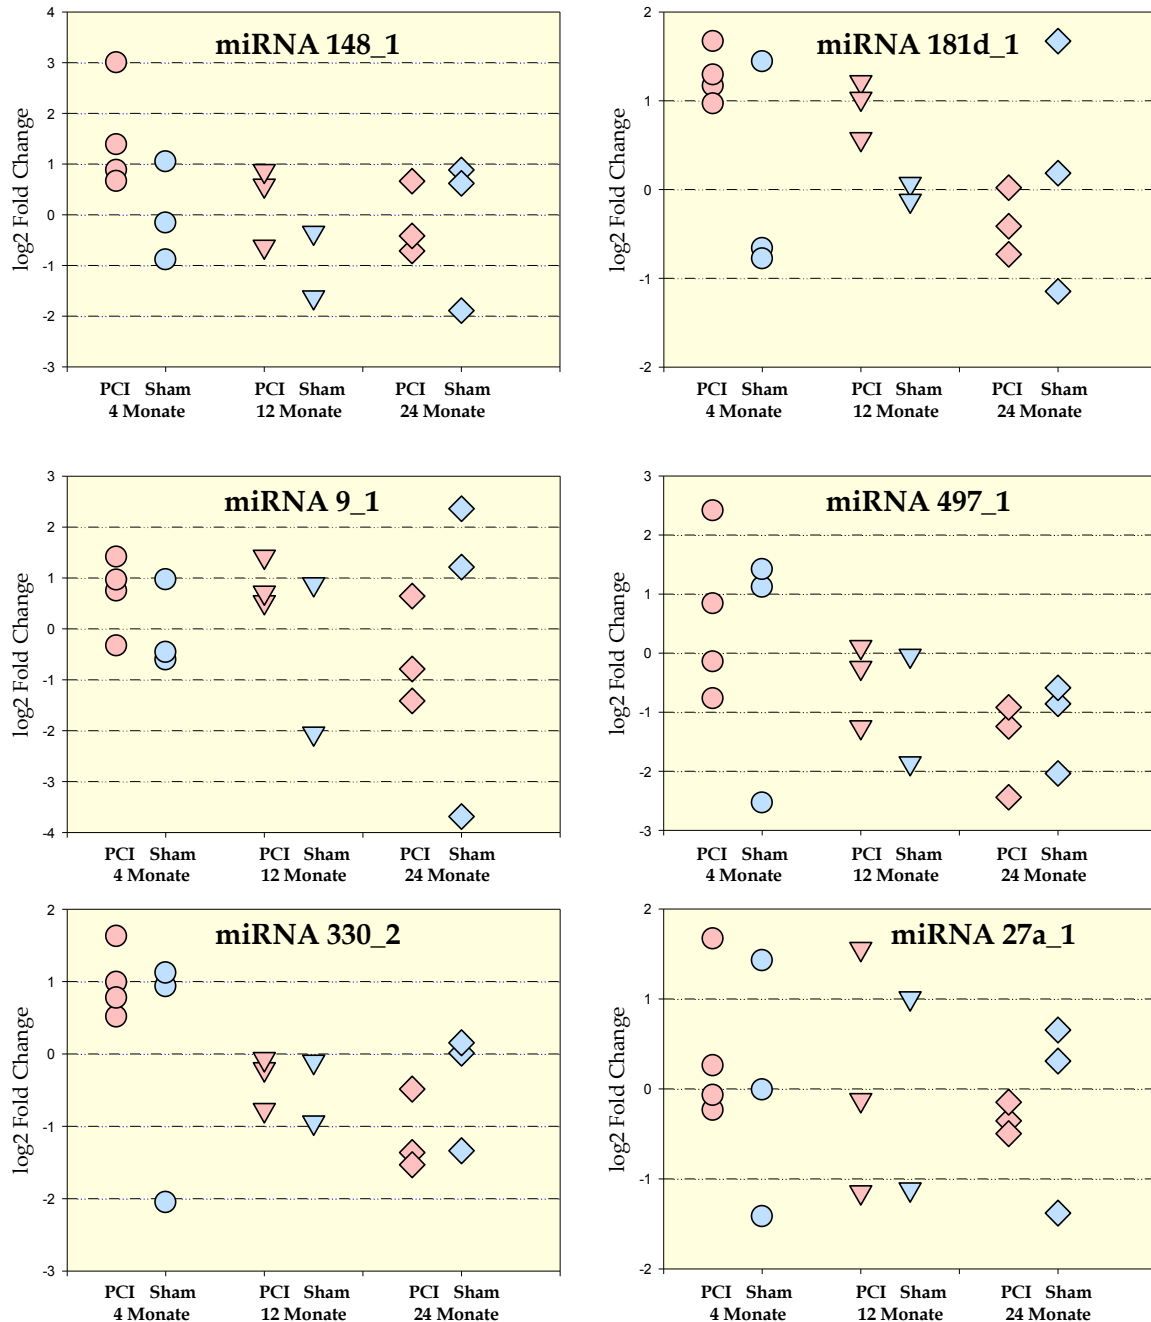 miRNA 148_1
log2 Fold Change
4
3
2
1
0
-1
-2
-3
PCI Sham PCI Sham PCI Sham
4 Monate 12 Monate 24 Monate
miRNA 181d_1
log2 Fold Change
2
1
0
-1
-2
PCI Sham PCI Sham PCI Sham
4 Monate 12 Monate 24 Monate
miRNA 9_1
log2 Fold Change
3
2
1
0
-1
-2
-3
-4
PCI Sham PCI Sham PCI Sham
4 Monate 12 Monate 24 Monate
miRNA 497_1
log2 Fold Change
3
2
1
0
-1
-2
-3
PCI Sham PCI Sham PCI Sham
4 Monate 12 Monate 24 Monate
miRNA 330_2
log2 Fold Change
2
1
0
-1
-2
-3
PCI Sham PCI Sham PCI Sham
4 Monate 12 Monate 24 Monate
miRNA 27a_1
log2 Fold Change
2
1
0
-1
-2
PCI Sham PCI Sham PCI Sham
4 Monate 12 Monate 24 Monate